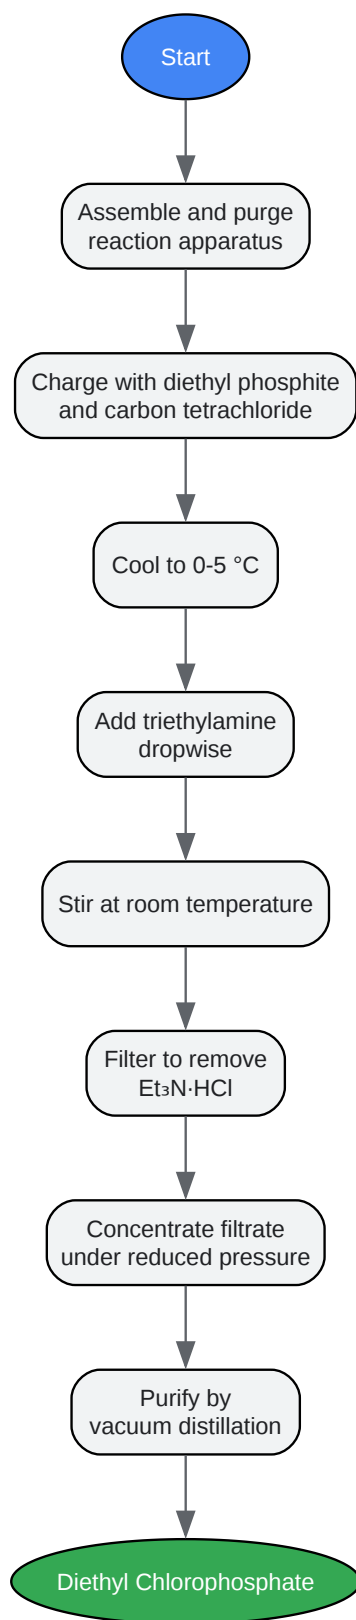 Start
Assemble and purge
reaction apparatus
Charge with diethyl phosphite
and carbon tetrachloride
Cool to 0-5 °C
Add triethylamine
dropwise
Stir at room temperature
Filter to remove
Et₃N·HCl
Concentrate filtrate
under reduced pressure
Purify by
vacuum distillation
Diethyl Chlorophosphate